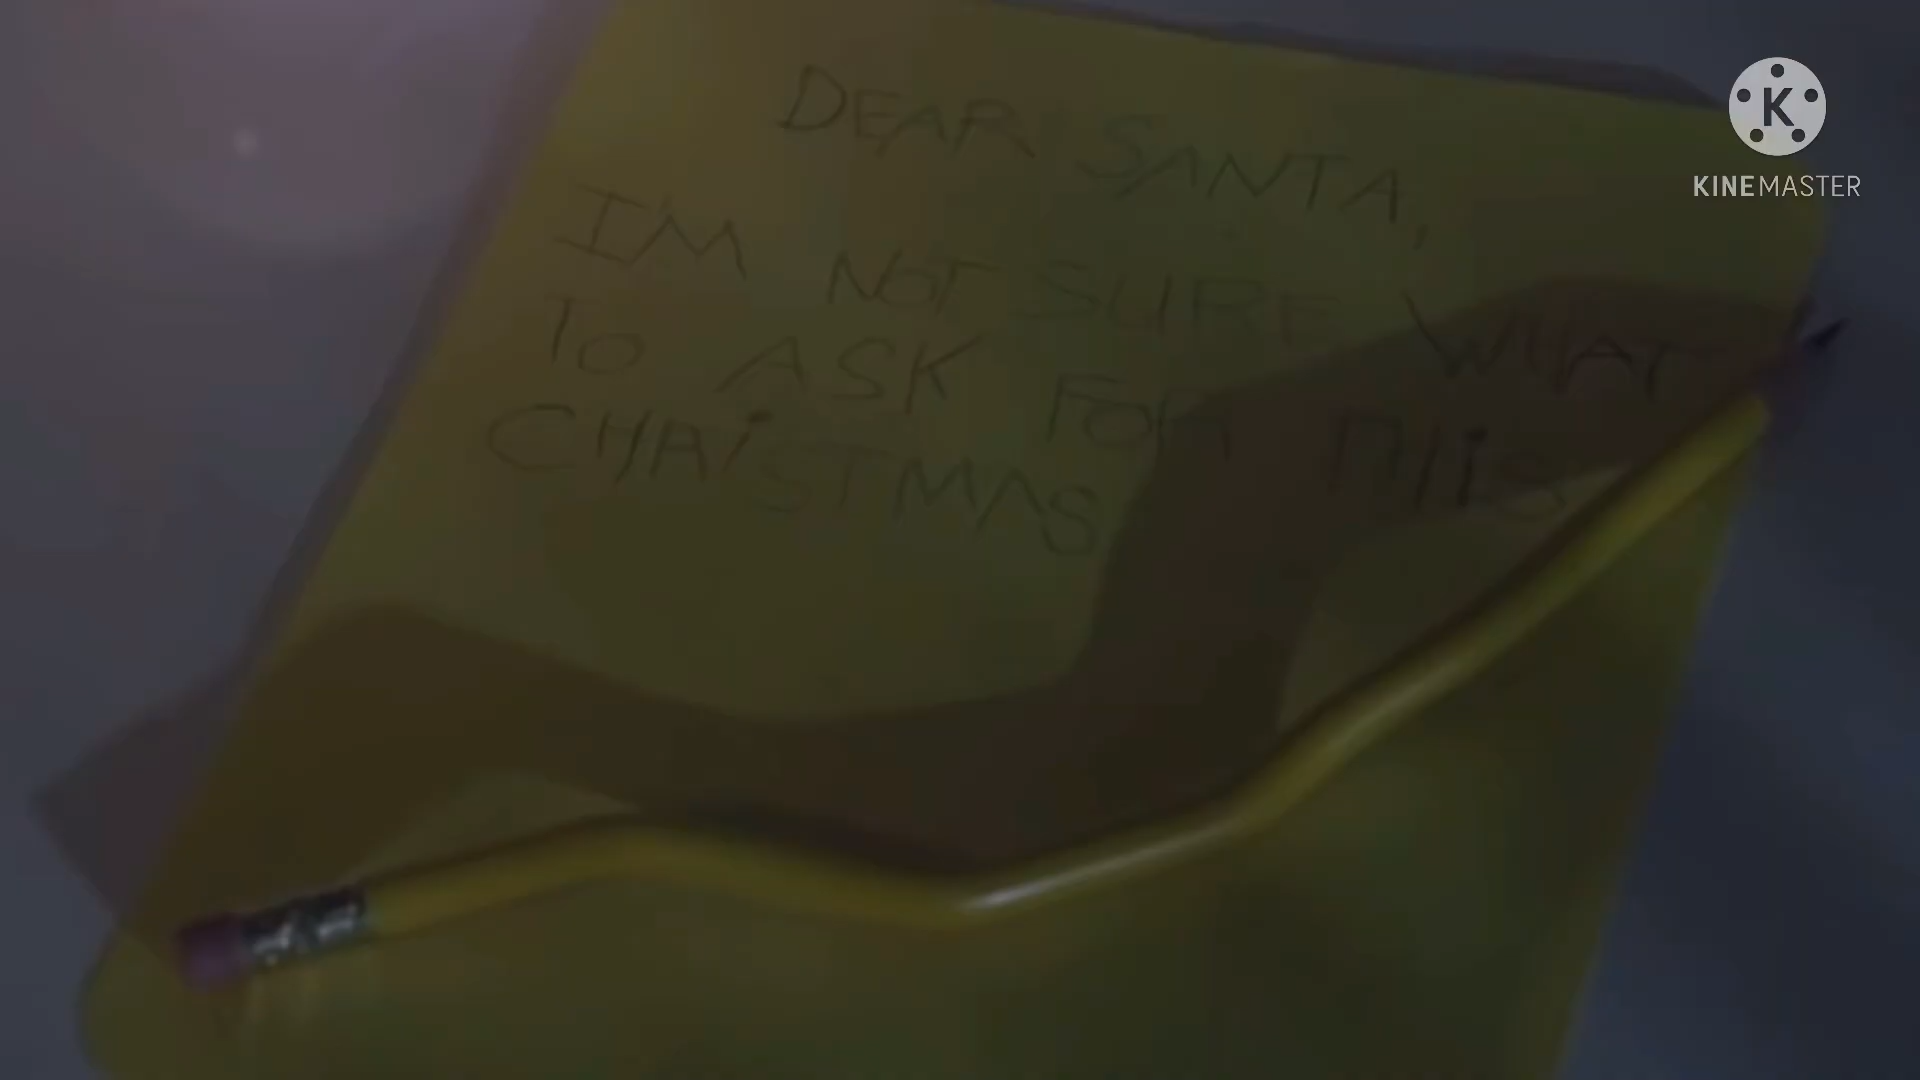 DEAR SANTA,
I'M NOT SURE WHAT
TO ASK FOR THIS
CHRISTMAS
K
KINEMASTER